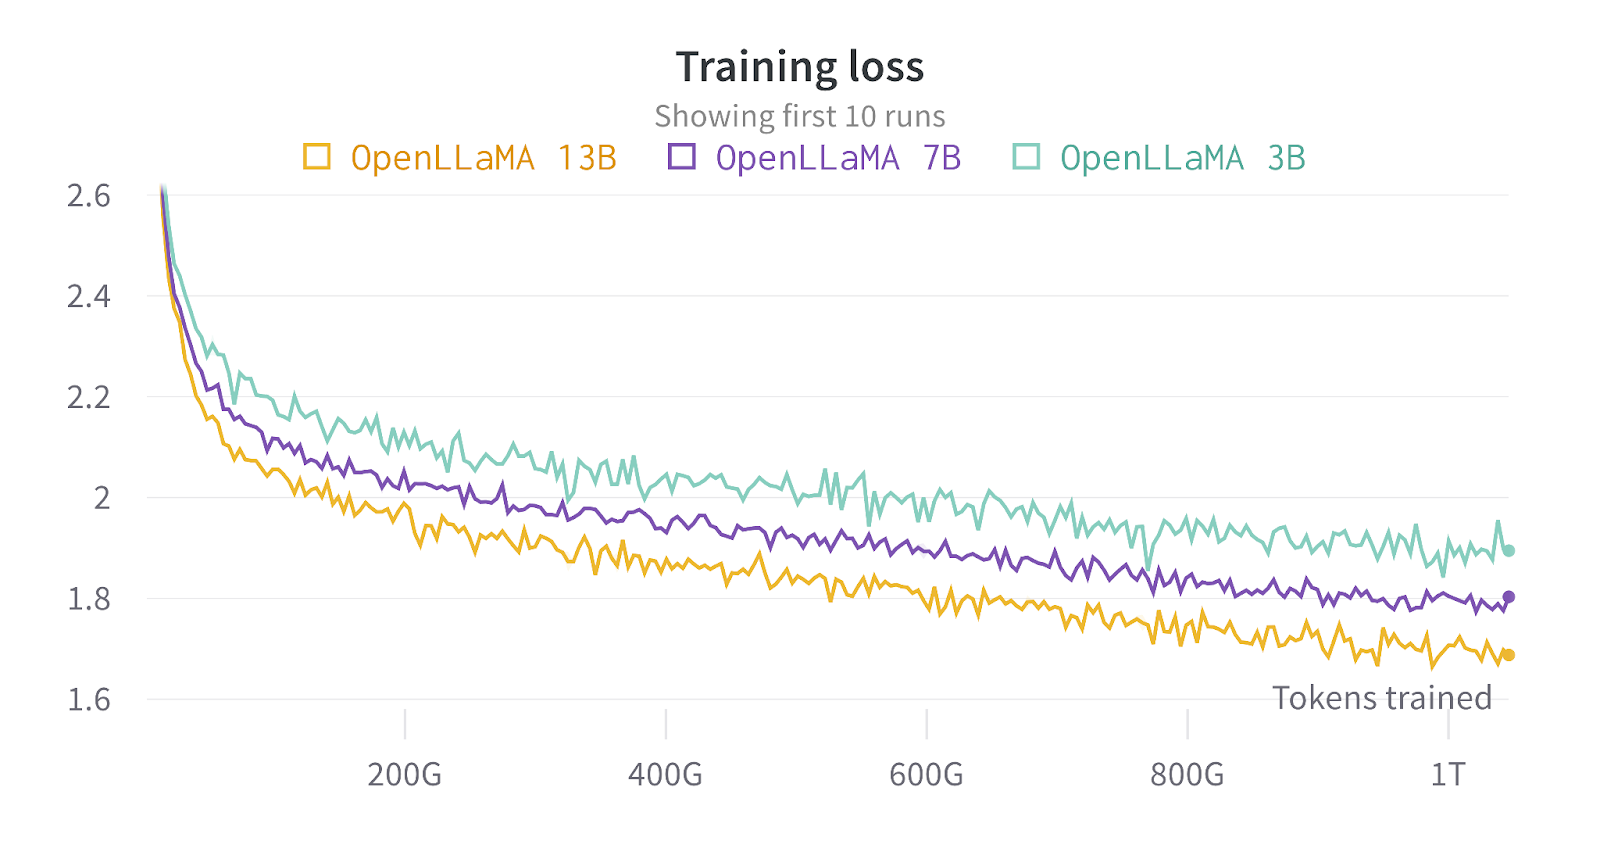 Training loss
Showing first 10 runs
OpenLLaMA 13B OpenLLaMA 7B OpenLLaMA 3B
2.6
2.4
2.2
2
1.8
1.6
Tokens trained
200G 400G 600G 800G 1T